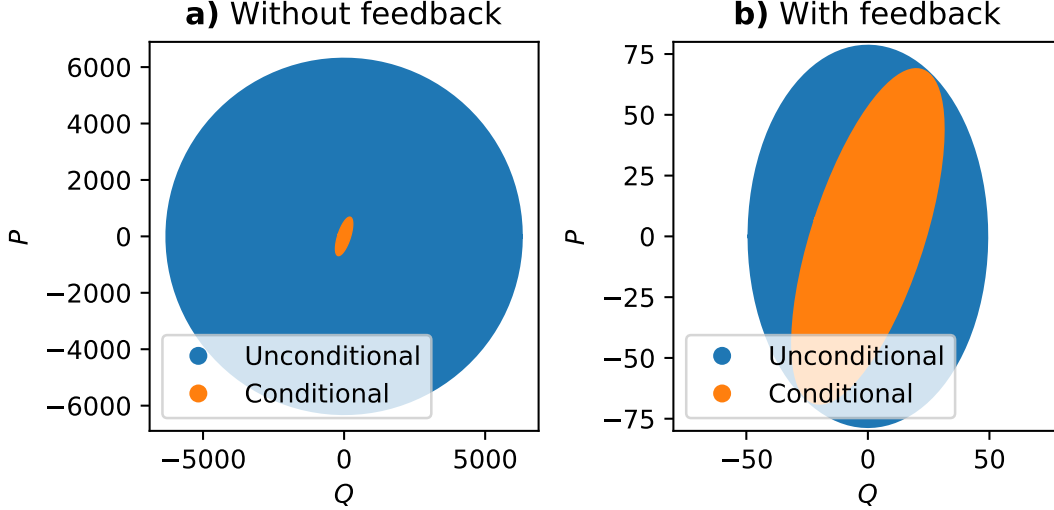 a) Without feedback
P
6000
4000
2000
0
−2000
−4000
−6000
Unconditional
Conditional
−5000 0 5000
Q
b) With feedback
P
75
50
25
0
−25
−50
−75
Unconditional
Conditional
−50 0 50
Q